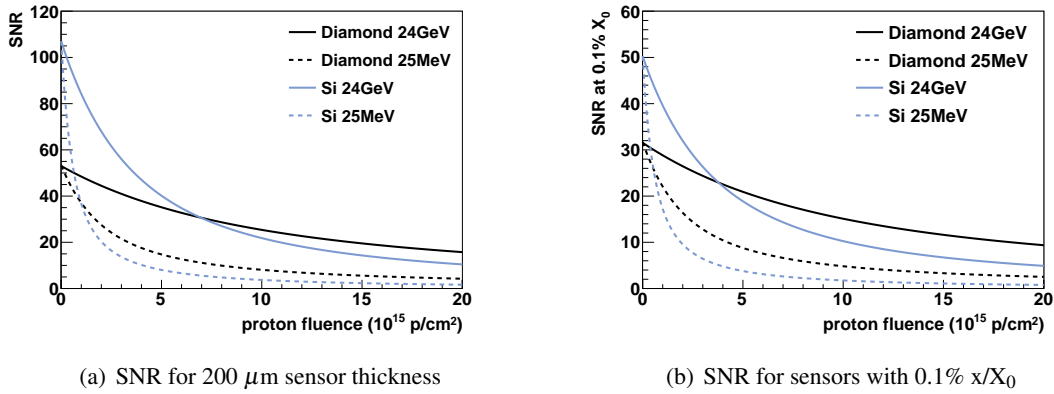 SNR
120
100
80
60
40
20
0
0 5 10 15 20
proton fluence (10¹⁵ p/cm²)
Diamond 24GeV
Diamond 25MeV
Si 24GeV
Si 25MeV
(a) SNR for 200 μm sensor thickness
SNR at 0.1% X₀
60
50
40
30
20
10
0
0 5 10 15 20
proton fluence (10¹⁵ p/cm²)
Diamond 24GeV
Diamond 25MeV
Si 24GeV
Si 25MeV
(b) SNR for sensors with 0.1% x/X₀